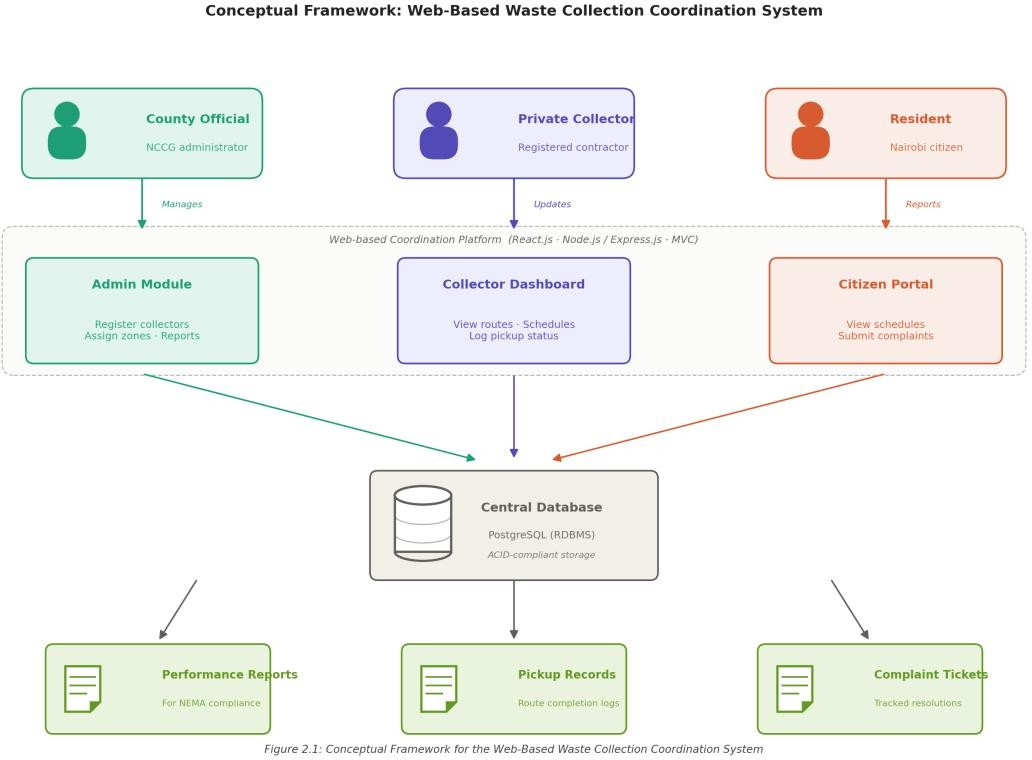 Conceptual Framework: Web-Based Waste Collection Coordination System
County Official
NCCG administrator
Private Collector
Registered contractor
Resident
Nairobi citizen
Manages
Updates
Reports
Web-based Coordination Platform (React.js · Node.js / Express.js · MVC)
Admin Module
Register collectors
Assign zones · Reports
Collector Dashboard
View routes · Schedules
Log pickup status
Citizen Portal
View schedules
Submit complaints
Central Database
PostgreSQL (RDBMS)
ACID-compliant storage
Performance Reports
For NEMA compliance
Pickup Records
Route completion logs
Complaint Tickets
Tracked resolutions
Figure 2.1: Conceptual Framework for the Web-Based Waste Collection Coordination System